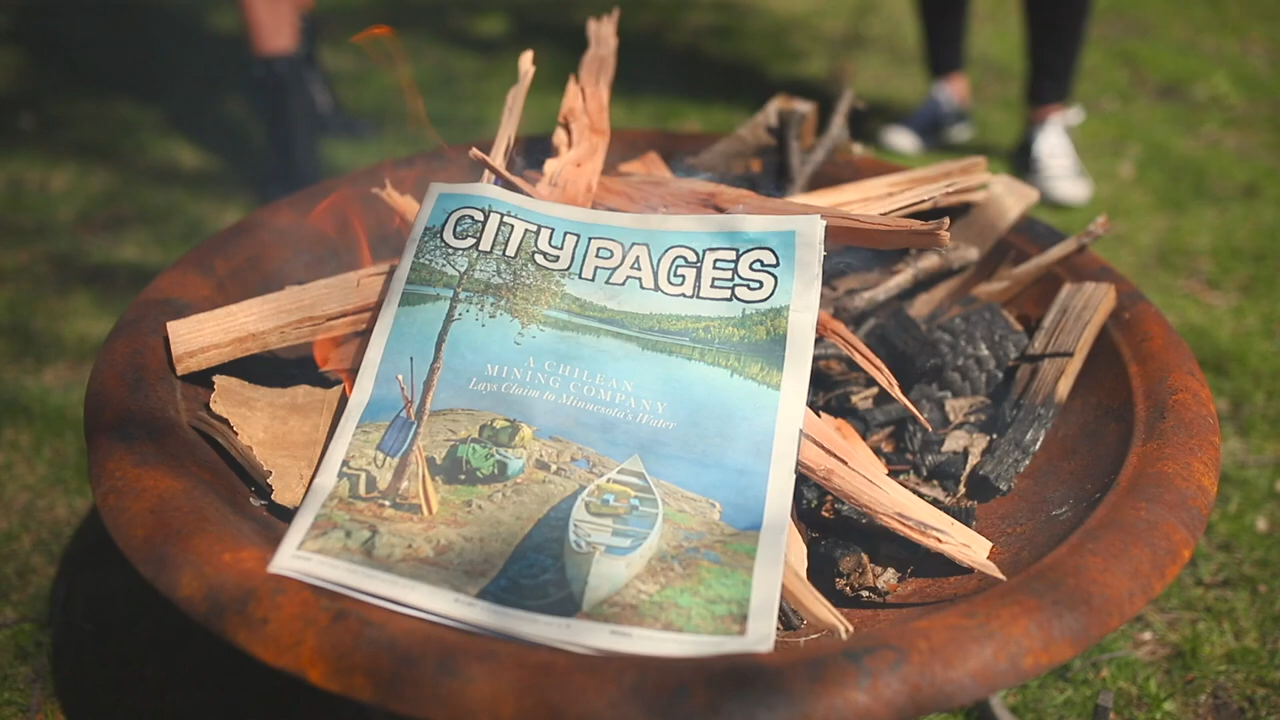 CITY PAGES
A CHILEAN
MINING COMPANY
Lays Claim to Minnesota's Water